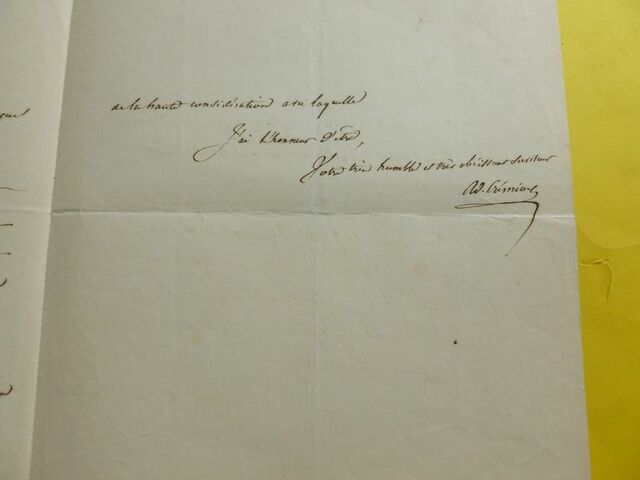 de la haute considération avec laquelle
J'ai l'honneur d'être,
Votre très humble et très obéissant serviteur
Ad. Crémieux